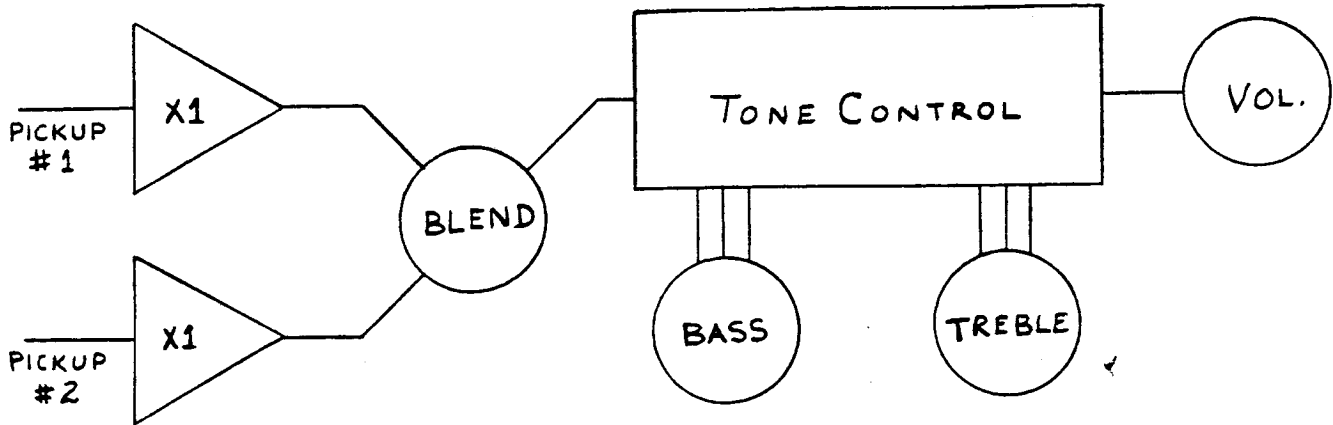 X1
PICKUP
#1
BLEND
X1
PICKUP
#2
TONE CONTROL
VOL.
BASS
TREBLE